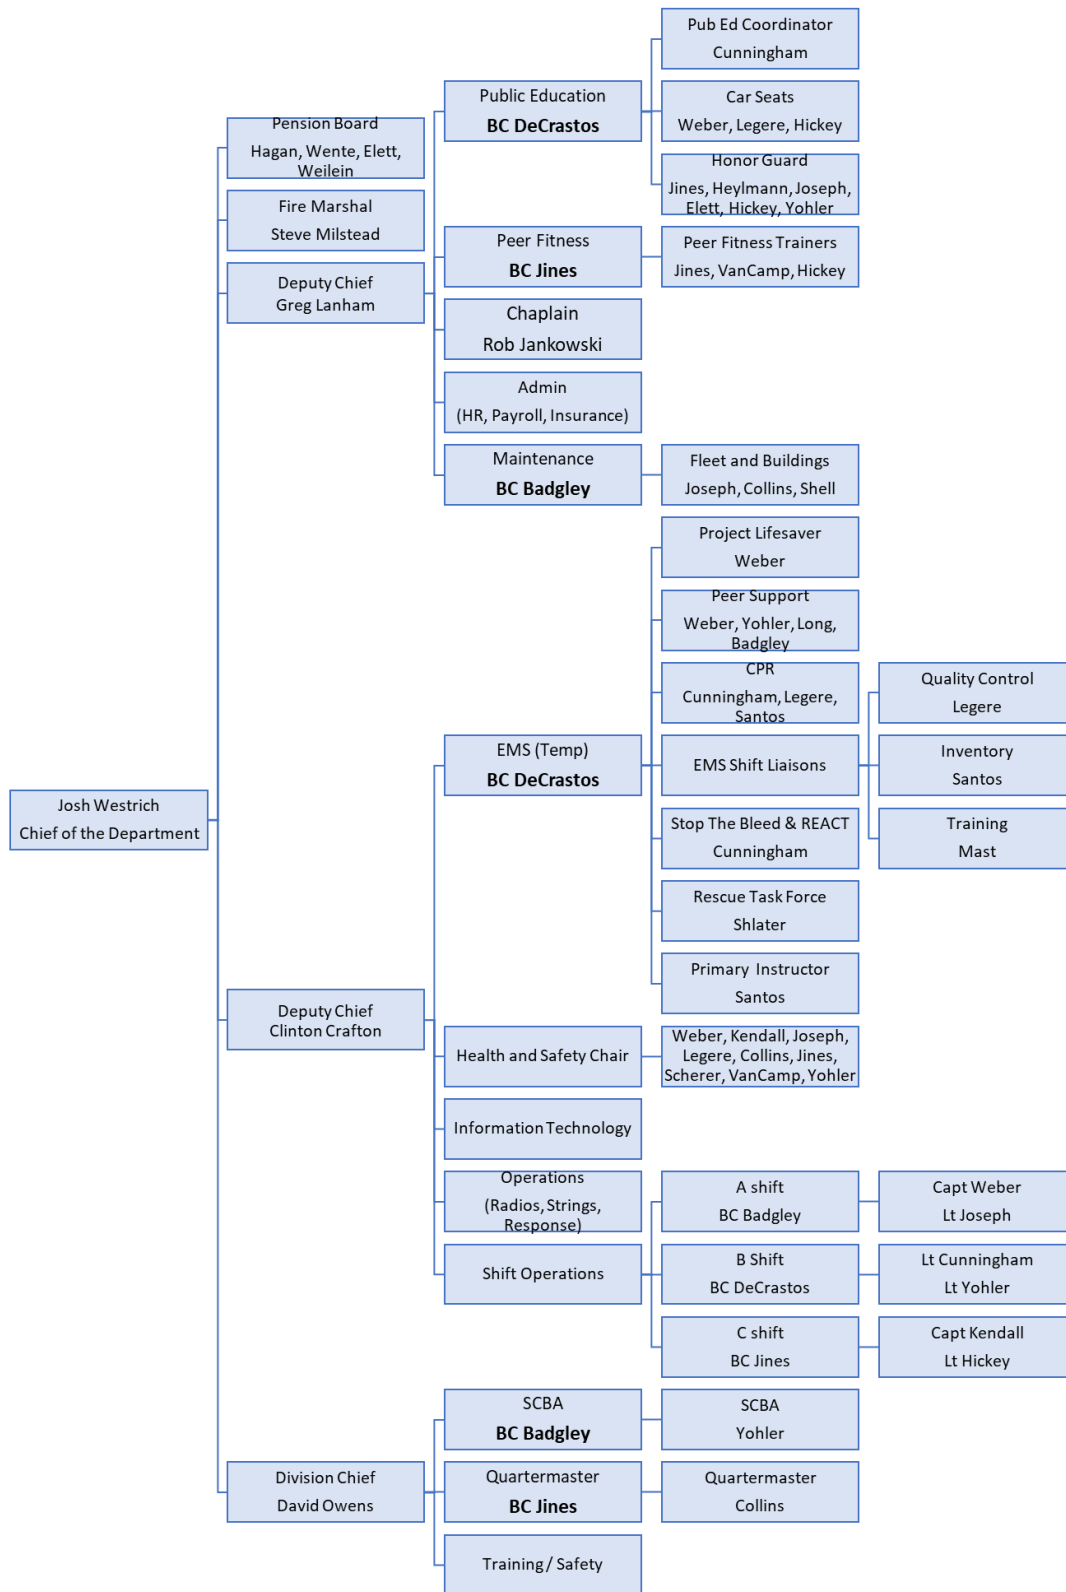 Josh Westrich
Chief of the Department
Pension Board
Hagan, Wente, Elett,
Weilein
Fire Marshal
Steve Milstead
Deputy Chief
Greg Lanham
Public Education
BC DeCrastos
Pub Ed Coordinator
Cunningham
Car Seats
Weber, Legere, Hickey
Honor Guard
Jines, Heylmann, Joseph,
Elett, Hickey, Yohler
Peer Fitness
BC Jines
Peer Fitness Trainers
Jines, VanCamp, Hickey
Chaplain
Rob Jankowski
Admin
(HR, Payroll, Insurance)
Maintenance
BC Badgley
Fleet and Buildings
Joseph, Collins, Shell
Deputy Chief
Clinton Crafton
EMS (Temp)
BC DeCrastos
Project Lifesaver
Weber
Peer Support
Weber, Yohler, Long,
Badgley
CPR
Cunningham, Legere,
Santos
EMS Shift Liaisons
Quality Control
Legere
Inventory
Santos
Training
Mast
Stop The Bleed & REACT
Cunningham
Rescue Task Force
Shlater
Primary Instructor
Santos
Health and Safety Chair
Weber, Kendall, Joseph,
Legere, Collins, Jines,
Scherer, VanCamp, Yohler
Information Technology
Operations
(Radios, Strings,
Response)
Shift Operations
A shift
BC Badgley
Capt Weber
Lt Joseph
B Shift
BC DeCrastos
Lt Cunningham
Lt Yohler
C shift
BC Jines
Capt Kendall
Lt Hickey
Division Chief
David Owens
SCBA
BC Badgley
SCBA
Yohler
Quartermaster
BC Jines
Quartermaster
Collins
Training / Safety